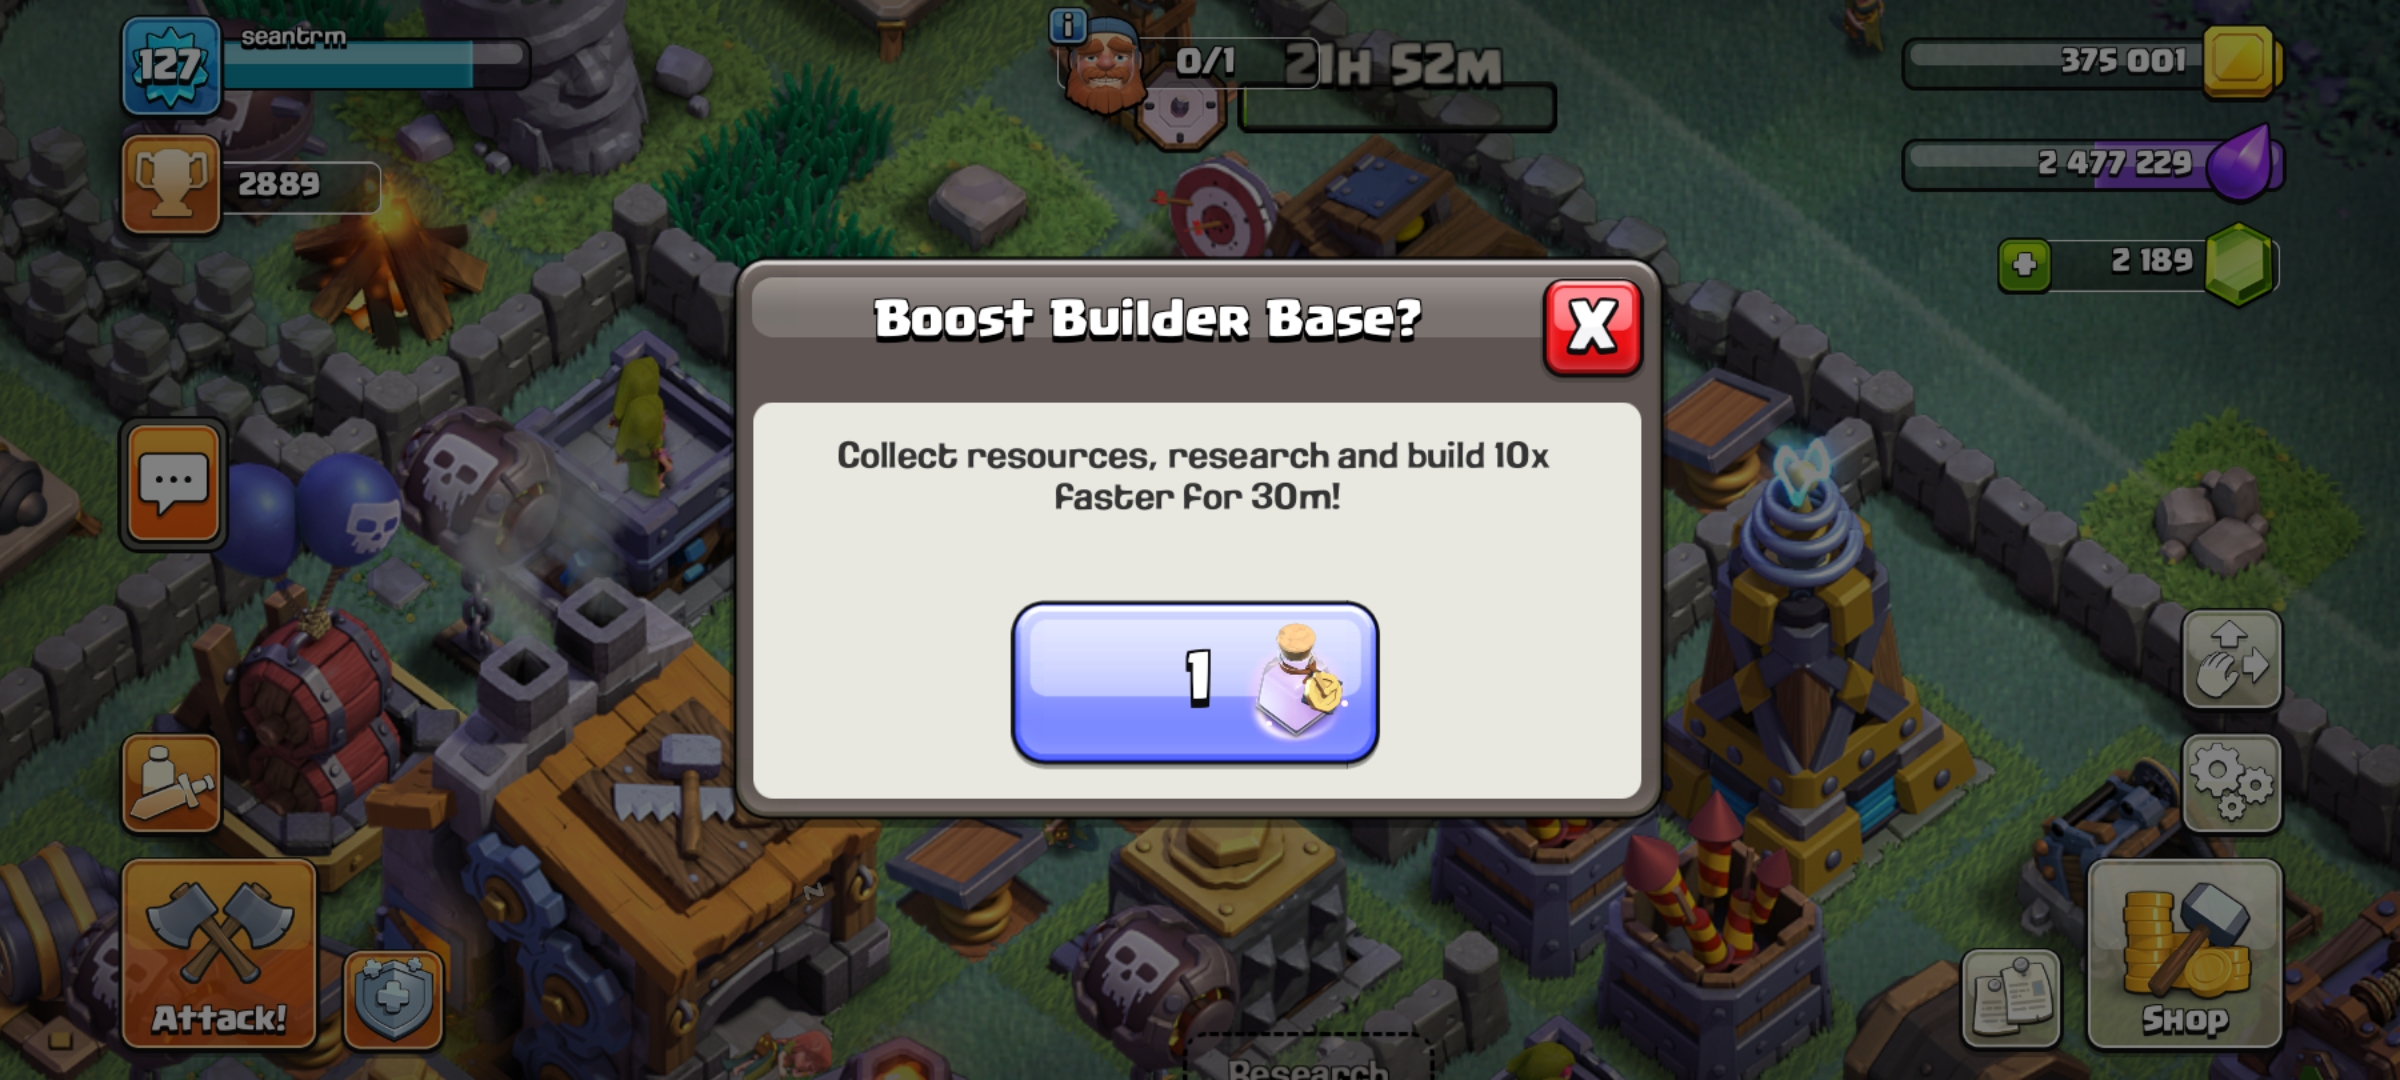 127
seantrm
0/1
21H 52M
375 001
2889
2 477 229
2 189
Boost Builder Base?
X
Collect resources, research and build 10x
faster for 30m!
1
Attack!
Shop
Research